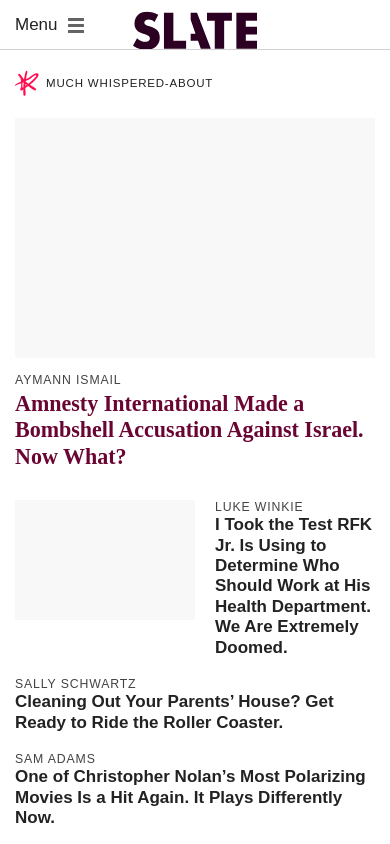 Menu
SLATE
MUCH WHISPERED-ABOUT
AYMANN ISMAIL
Amnesty International Made a
Bombshell Accusation Against Israel.
Now What?
LUKE WINKIE
I Took the Test RFK
Jr. Is Using to
Determine Who
Should Work at His
Health Department.
We Are Extremely
Doomed.
SALLY SCHWARTZ
Cleaning Out Your Parents’ House? Get
Ready to Ride the Roller Coaster.
SAM ADAMS
One of Christopher Nolan’s Most Polarizing
Movies Is a Hit Again. It Plays Differently
Now.